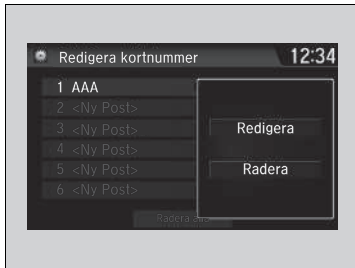 Redigera kortnummer 12:34
1 AAA
2 <Ny Post>
3 <Ny Post>
4 <Ny Post>
5 <Ny Post>
6 <Ny Post>
Redigera
Radera
Radera